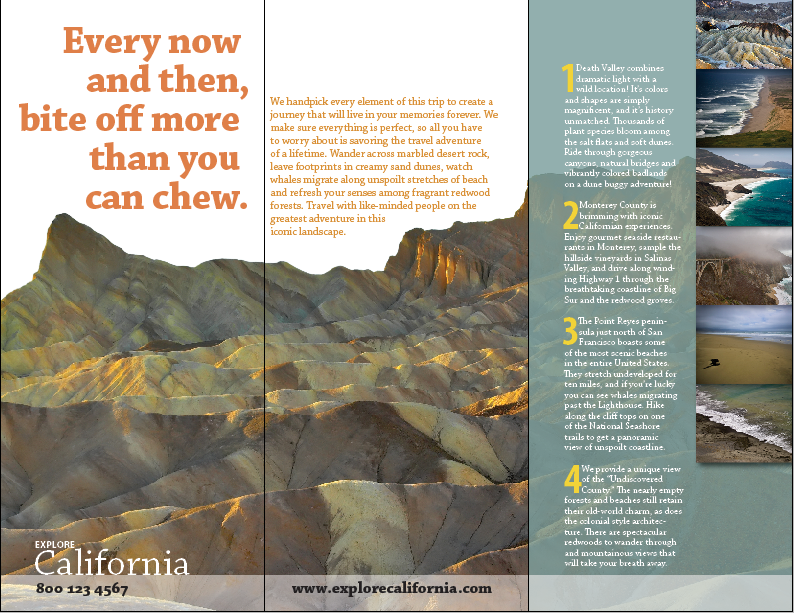 Every now
and then,
bite off more
than you
can chew.
We handpick every element of this trip to create a
journey that will live in your memories forever. We
make sure everything is perfect, so all you have
to worry about is savoring the travel adventure
of a lifetime. Wander across marbled desert rock,
leave footprints in creamy sand dunes, watch
whales migrate along unspoilt stretches of beach
and refresh your senses among fragrant redwood
forests. Travel with like-minded people on the
greatest adventure in this
iconic landscape.
EXPLORE
California
800 123 4567
www.explorecalifornia.com
1 Death Valley combines
dramatic light with a
wild location! It's colors
and shapes are simply
magnificent, and it's history
unmatched. Thousands of
plant species bloom among
the salt flats and soft dunes.
Ride through gorgeous
canyons, natural bridges and
vibrantly colored badlands
on a dune buggy adventure!
2 Monterey County is
brimming with iconic
Californian experiences.
Enjoy gourmet seaside restau-
rants in Monterey, sample the
hillside vineyards in Salinas
Valley, and drive along wind-
ing Highway 1 through the
breathtaking coastline of Big
Sur and the redwood groves.
3 The Point Reyes penin-
sula just north of San
Francisco boasts some
of the most scenic beaches
in the entire United States.
They stretch undeveloped for
ten miles, and if you're lucky
you can see whales migrating
past the Lighthouse. Hike
along the cliff tops on one
of the National Seashore
trails to get a panoramic
view of unspoilt coastline.
4 We provide a unique view
of the "Undiscovered
County." The nearly empty
forests and beaches still retain
their old-world charm, as does
the colonial style architec-
ture. There are spectacular
redwoods to wander through
and mountainous views that
will take your breath away.